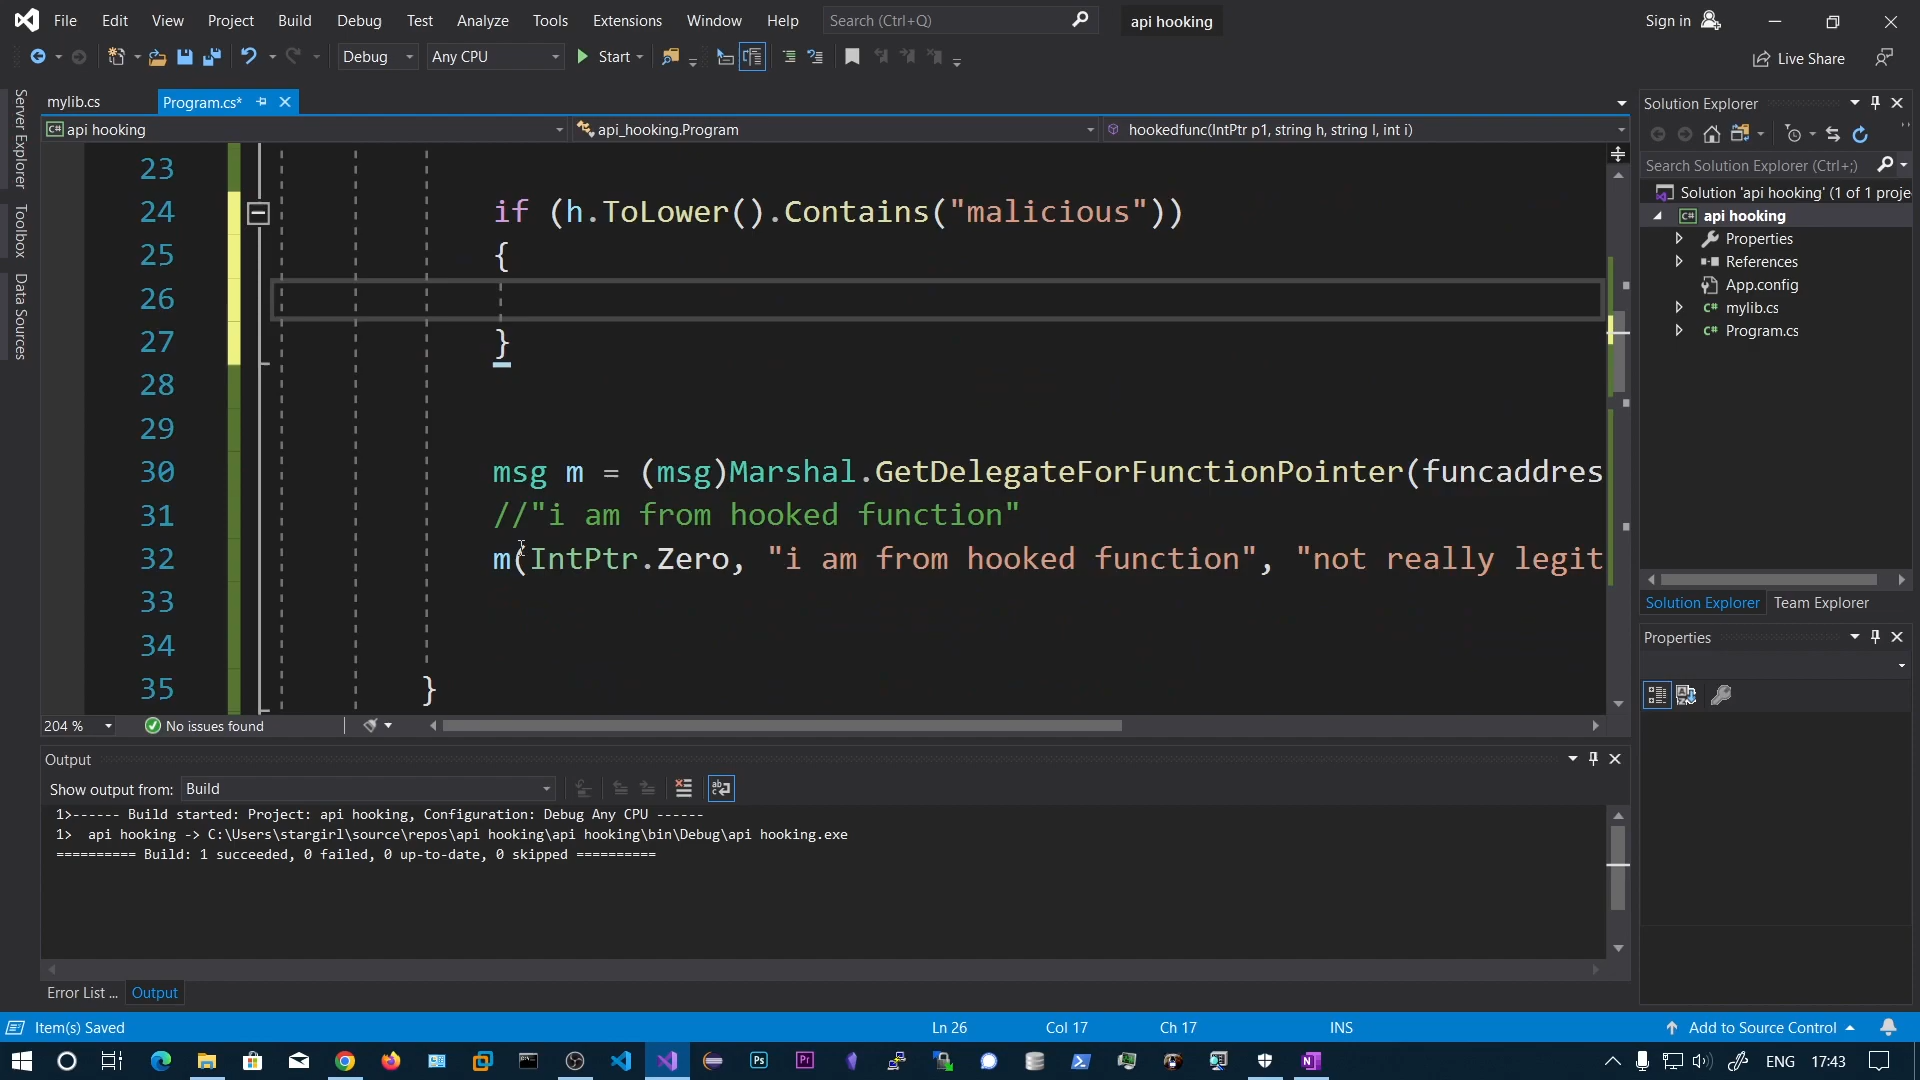 File Edit View Project Build Debug Test Analyze Tools Extensions Window Help Search (Ctrl+Q) api hooking Sign in
Debug Any CPU Start Live Share
Server Explorer
Toolbox
Data Sources
mylib.cs Program.cs*
api hooking api_hooking.Program hookedfunc(IntPtr p1, string h, string l, int i)
23
24 if (h.ToLower().Contains("malicious"))
25 {
26
27 }
28
29
30 msg m = (msg)Marshal.GetDelegateForFunctionPointer(funcaddres
31 //"i am from hooked function"
32 m(IntPtr.Zero, "i am from hooked function", "not really legit
33
34
35 }
204 % No issues found
Output
Show output from: Build
1>------ Build started: Project: api hooking, Configuration: Debug Any CPU ------
1> api hooking -> C:\Users\stargirl\source\repos\api hooking\api hooking\bin\Debug\api hooking.exe
========== Build: 1 succeeded, 0 failed, 0 up-to-date, 0 skipped ==========
Error List ... Output
Solution Explorer
Search Solution Explorer (Ctrl+;)
Solution 'api hooking' (1 of 1 proje
C# api hooking
Properties
References
App.config
C# mylib.cs
C# Program.cs
Solution Explorer Team Explorer
Properties
Item(s) Saved Ln 26 Col 17 Ch 17 INS Add to Source Control
Ps Pr N ENG 17:43